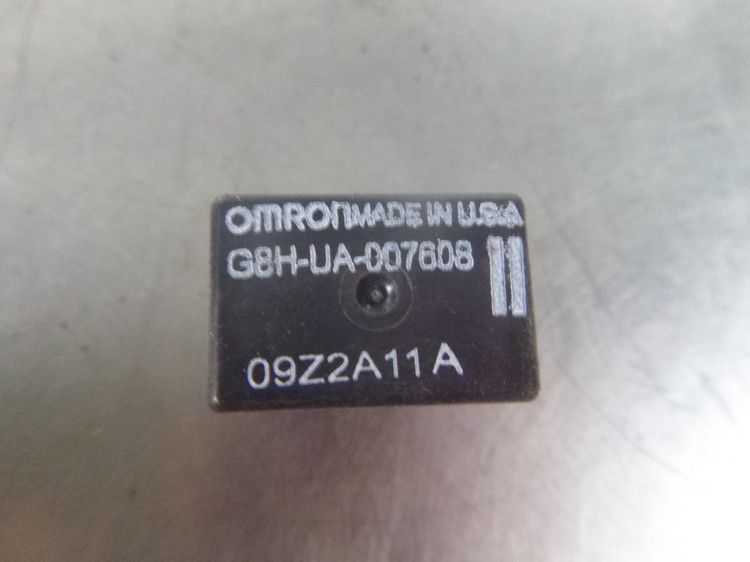 omron MADE IN U.S.A
G8H-UA-007608
09Z2A11A